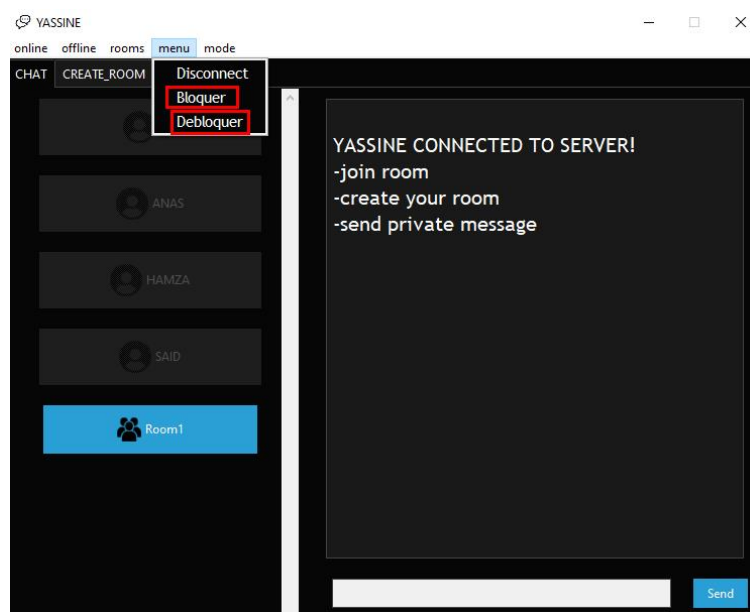 YASSINE
online offline rooms menu mode
CHAT CREATE_ROOM
Disconnect
Bloquer
Debloquer
ANAS
HAMZA
SAID
Room1
YASSINE CONNECTED TO SERVER!
-join room
-create your room
-send private message
Send